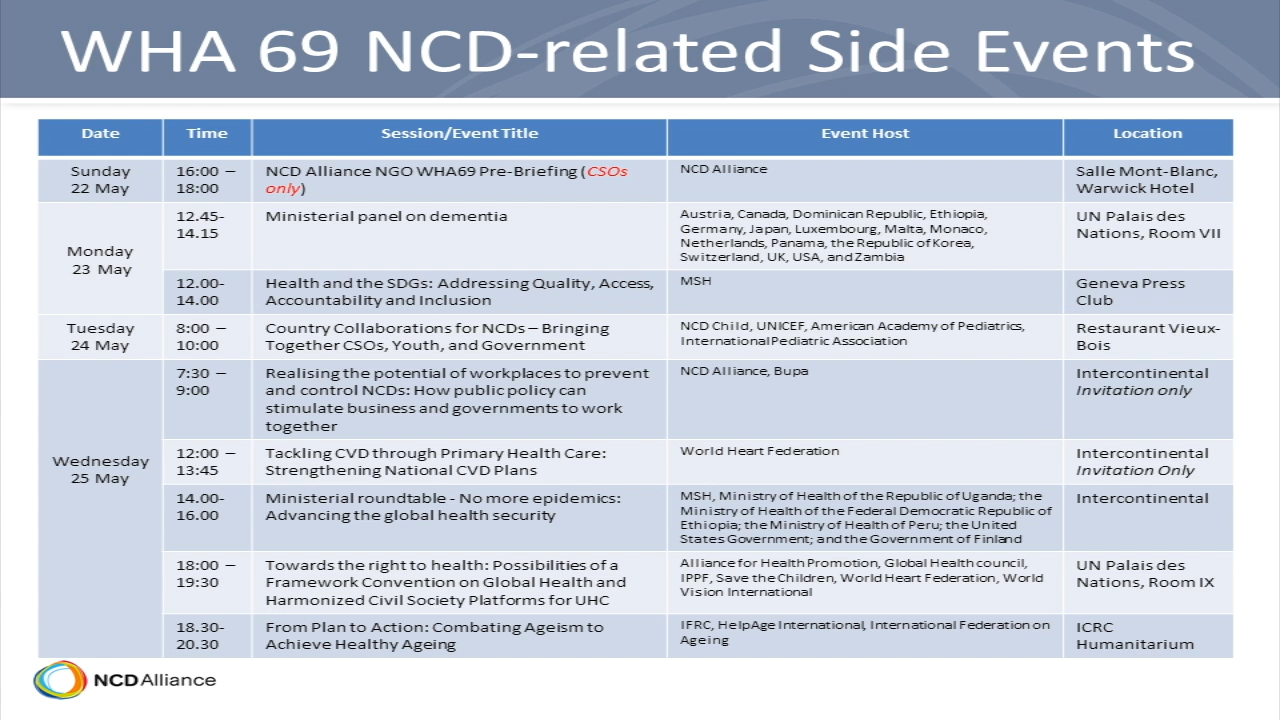 WHA 69 NCD-related Side Events
Date Time Session/Event Title Event Host Location
Sunday
22 May
16:00 –
18:00
NCD Alliance NGO WHA69 Pre-Briefing (CSOs
only)
NCD Alliance
Salle Mont-Blanc,
Warwick Hotel
Monday
23 May
12.45-
14.15
Ministerial panel on dementia
Austria, Canada, Dominican Republic, Ethiopia,
Germany, Japan, Luxembourg, Malta, Monaco,
Netherlands, Panama, the Republic of Korea,
Switzerland, UK, USA, and Zambia
UN Palais des
Nations, Room VII
12.00-
14.00
Health and the SDGs: Addressing Quality, Access,
Accountability and Inclusion
MSH
Geneva Press
Club
Tuesday
24 May
8:00 –
10:00
Country Collaborations for NCDs – Bringing
Together CSOs, Youth, and Government
NCD Child, UNICEF, American Academy of Pediatrics,
International Pediatric Association
Restaurant Vieux-
Bois
Wednesday
25 May
7:30 –
9:00
Realising the potential of workplaces to prevent
and control NCDs: How public policy can
stimulate business and governments to work
together
NCD Alliance, Bupa
Intercontinental
Invitation only
12:00 –
13:45
Tackling CVD through Primary Health Care:
Strengthening National CVD Plans
World Heart Federation
Intercontinental
Invitation Only
14.00-
16.00
Ministerial roundtable - No more epidemics:
Advancing the global health security
MSH, Ministry of Health of the Republic of Uganda; the
Ministry of Health of the Federal Democratic Republic of
Ethiopia; the Ministry of Health of Peru; the United
States Government; and the Government of Finland
Intercontinental
18:00 –
19:30
Towards the right to health: Possibilities of a
Framework Convention on Global Health and
Harmonized Civil Society Platforms for UHC
Alliance for Health Promotion, Global Health council,
IPPF, Save the Children, World Heart Federation, World
Vision International
UN Palais des
Nations, Room IX
18.30-
20.30
From Plan to Action: Combating Ageism to
Achieve Healthy Ageing
IFRC, HelpAge International, International Federation on
Ageing
ICRC
Humanitarium
NCD Alliance